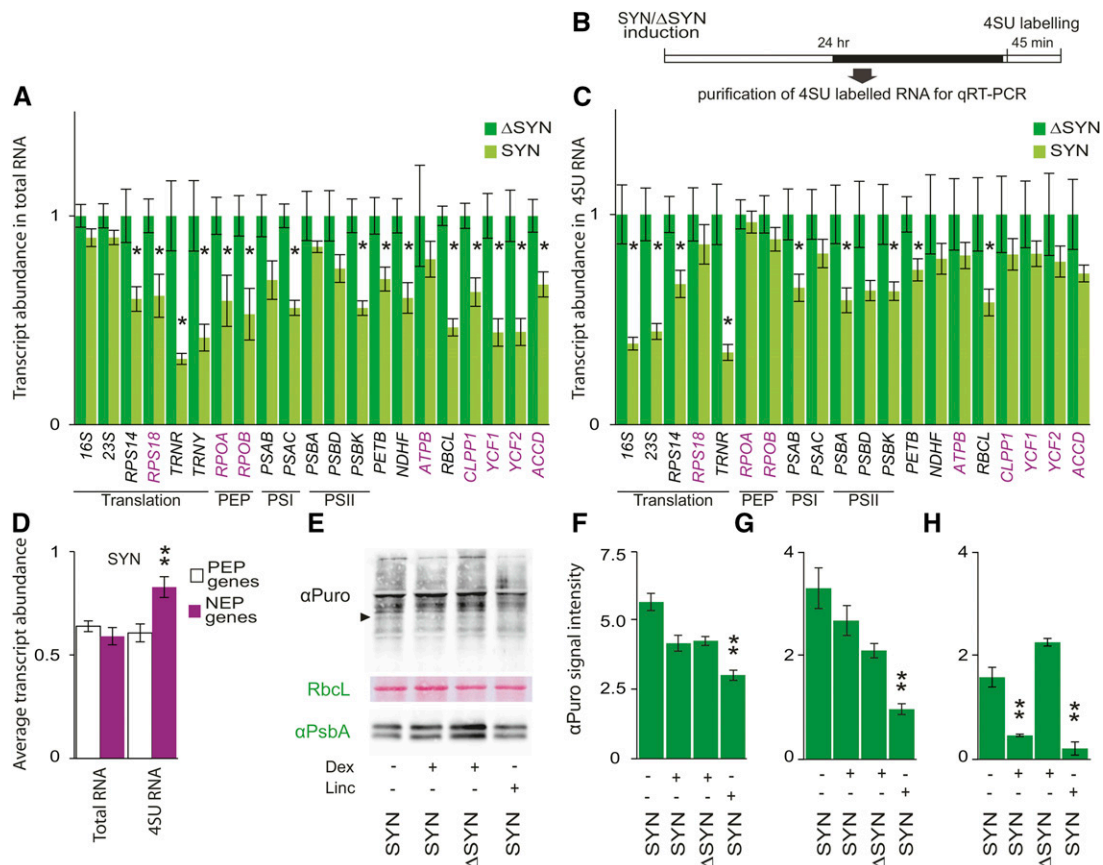 B
SYN/ΔSYN
induction
4SU labelling
24 hr
45 min
purification of 4SU labelled RNA for qRT-PCR
A
Transcript abundance in total RNA
1
0
ΔSYN
SYN
* * * * * * * * * * * * * * *
16S
23S
RPS14
RPS18
TRNR
TRNY
RPOA
RPOB
PSAB
PSAC
PSBA
PSBD
PSBK
PETB
NDHF
ATPB
RBCL
CLPP1
YCF1
YCF2
ACCD
Translation
PEP
PSI
PSII
C
Transcript abundance in 4SU RNA
1
0
ΔSYN
SYN
* * * * * * * * *
16S
23S
RPS14
RPS18
TRNR
RPOA
RPOB
PSAB
PSAC
PSBA
PSBD
PSBK
PETB
NDHF
ATPB
RBCL
CLPP1
YCF1
YCF2
ACCD
Translation
PEP
PSI
PSII
D
Average transcript abundance
1
0.5
0
SYN
**
PEP
genes
NEP
genes
Total RNA
4SU RNA
E
αPuro
RbcL
αPsbA
Dex - + + -
Linc - - - +
SYN
SYN
ΔSYN
SYN
F
αPuro signal intensity
7.5
5.0
2.5
0
**
- + + -
- - - +
SYN
SYN
ΔSYN
SYN
G
4
2
0
**
- + + -
- - - +
SYN
SYN
ΔSYN
SYN
H
4
2
0
** **
- + + -
- - - +
SYN
SYN
ΔSYN
SYN